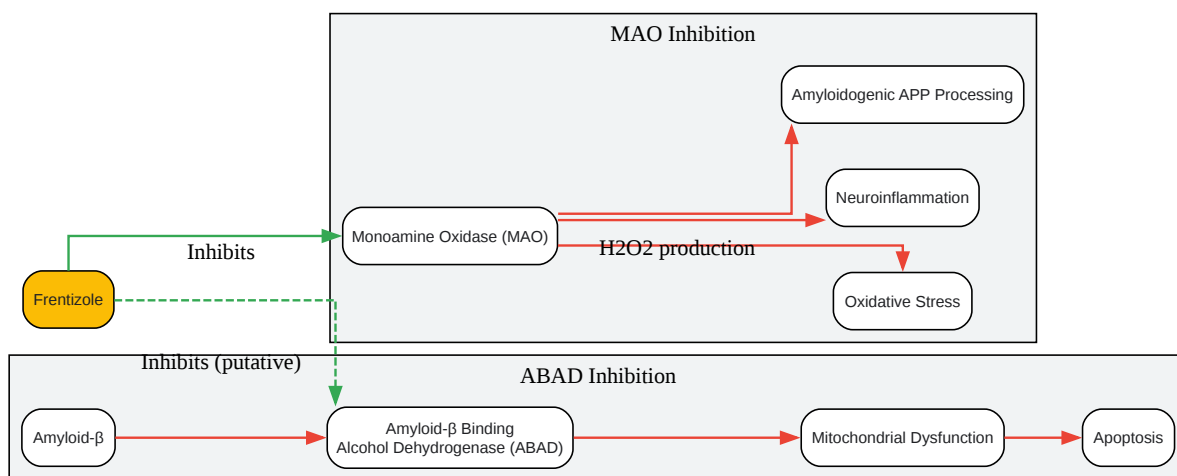 MAO Inhibition
Amyloidogenic APP Processing
Neuroinflammation
Monoamine Oxidase (MAO)
Inhibits
H2O2 production
Frentizole
Oxidative Stress
Inhibits (putative)
ABAD Inhibition
Amyloid-β
Amyloid-β Binding
Alcohol Dehydrogenase (ABAD)
Mitochondrial Dysfunction
Apoptosis